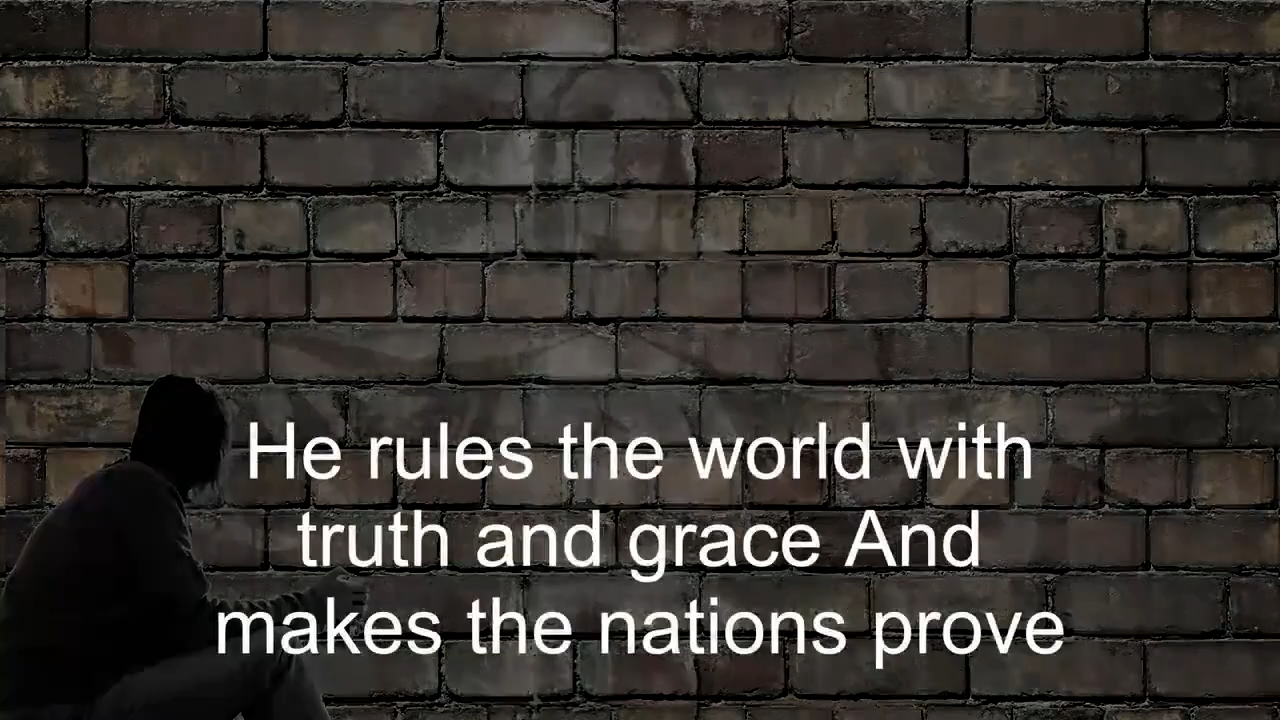 He rules the world with
truth and grace And
makes the nations prove